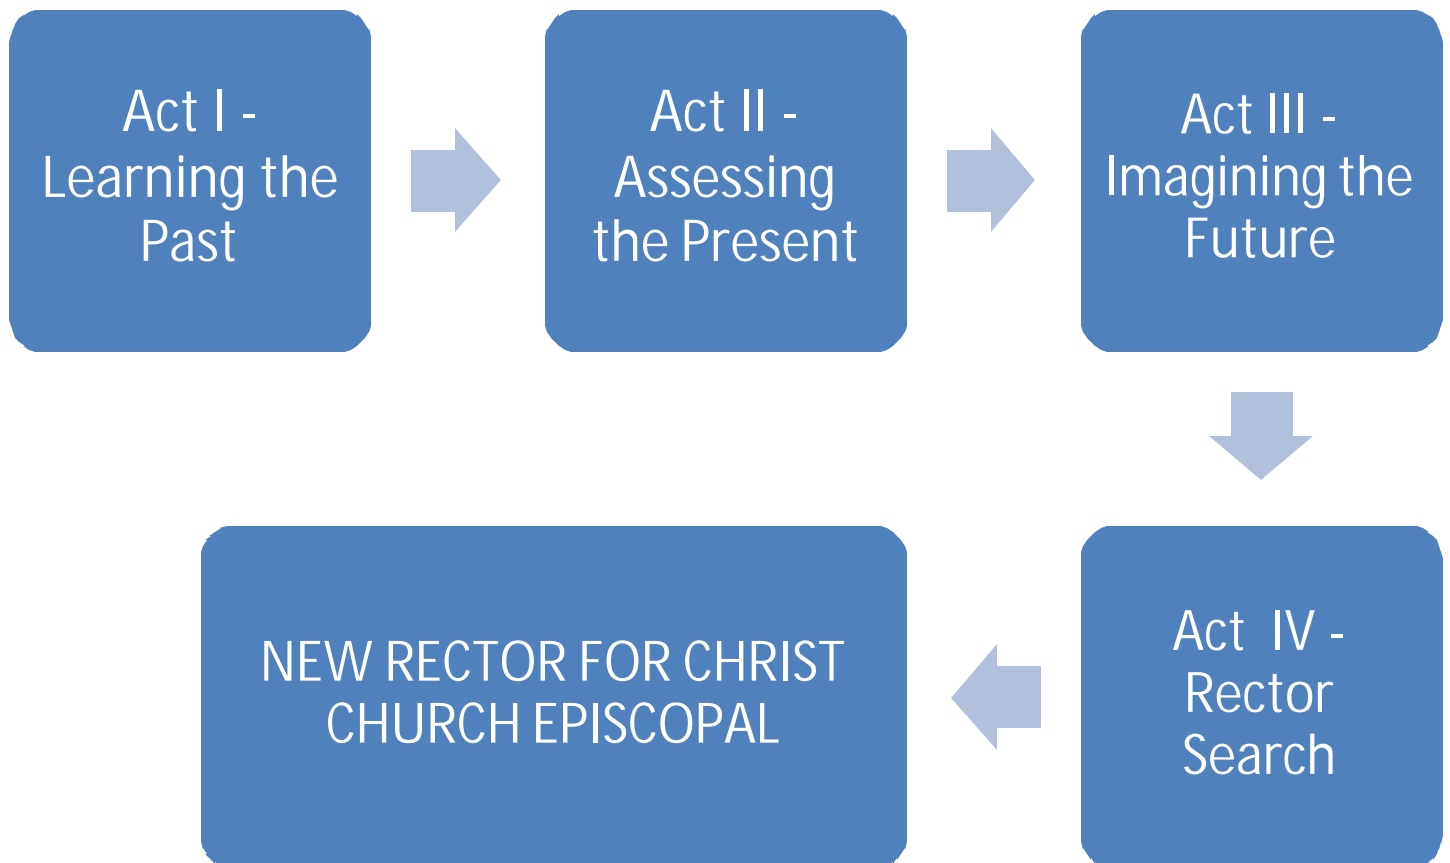 Act I -
Learning the
Past
Act II -
Assessing
the Present
Act III -
Imagining the
Future
Act  IV -
Rector
Search
NEW RECTOR FOR CHRIST
CHURCH EPISCOPAL